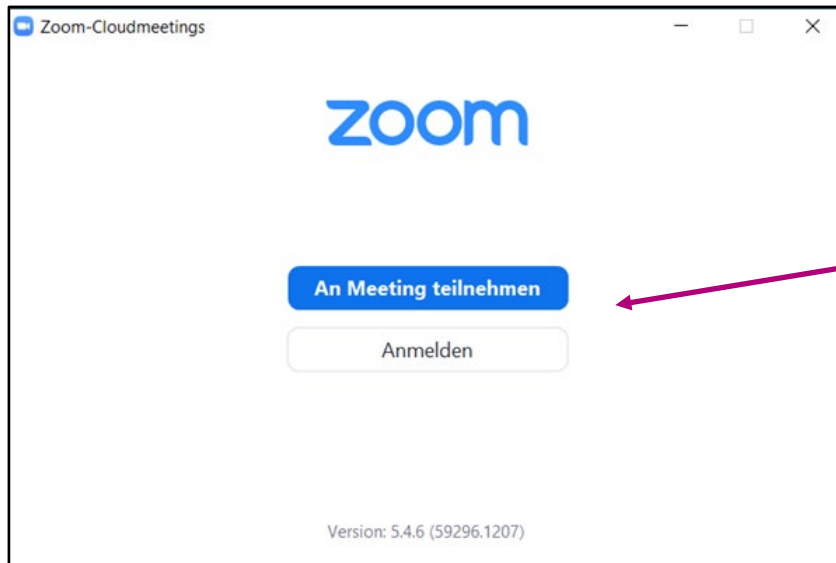 Zoom-Cloudmeetings
zoom
An Meeting teilnehmen
Anmelden
Version: 5.4.6 (59296.1207)